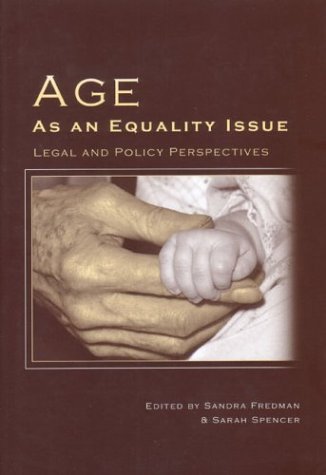 AGE
AS AN EQUALITY ISSUE
LEGAL AND POLICY PERSPECTIVES
EDITED BY SANDRA FREDMAN
& SARAH SPENCER